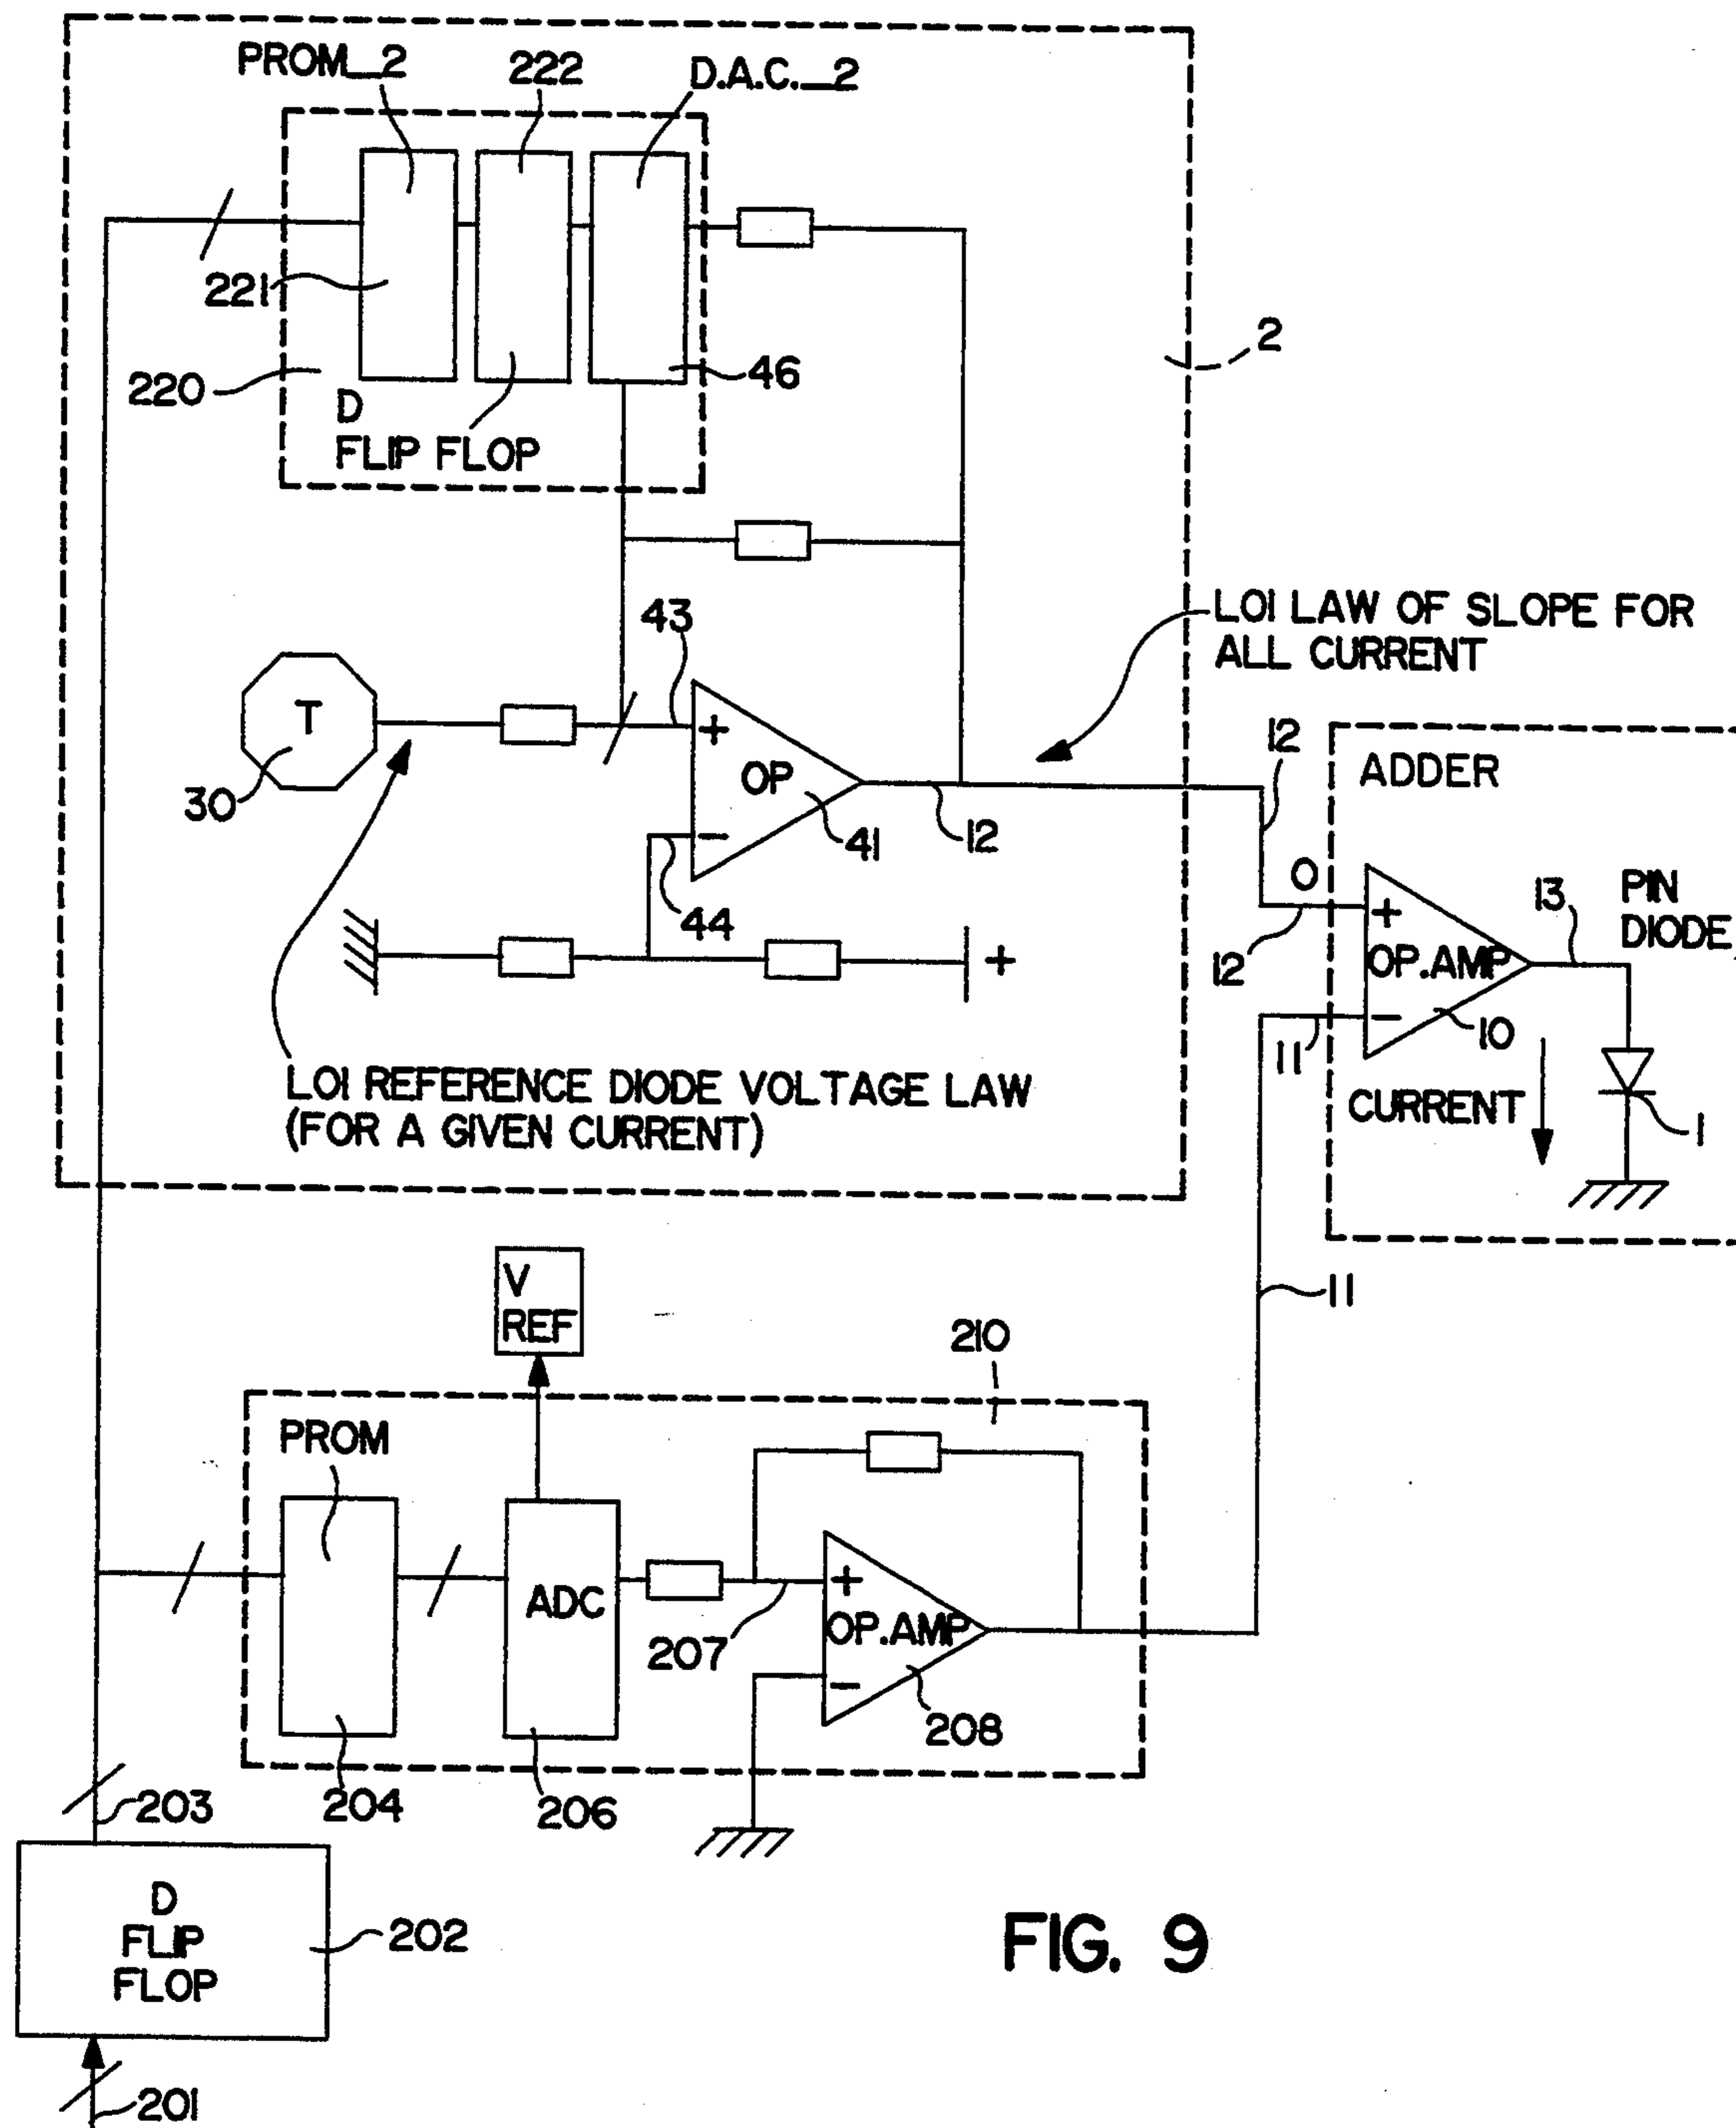 PROM_2
222
D.A.C._2
221
220
46
D
FLIP FLOP
2
43
LOI LAW OF SLOPE FOR
ALL CURRENT
T
30
+
OP
41
12
-
44
+
12
ADDER
O
12
+
OP.AMP
13
PIN
DIODE
-
10
11
CURRENT
1
LOI REFERENCE DIODE VOLTAGE LAW
(FOR A GIVEN CURRENT)
V
REF
11
210
PROM
ADC
207
+
OP.AMP
-
208
203
204
206
D
FLIP
FLOP
202
201
FIG. 9